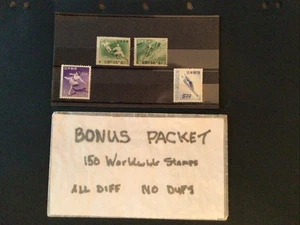 BONUS PACKET
150 Worldwide Stamps
ALL DIFF NO DUPS